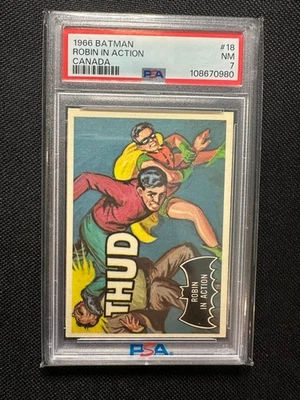 1966 BATMAN #18
ROBIN IN ACTION NM
CANADA 7
PSA 108670980
THUD
ROBIN
IN ACTION
PSA